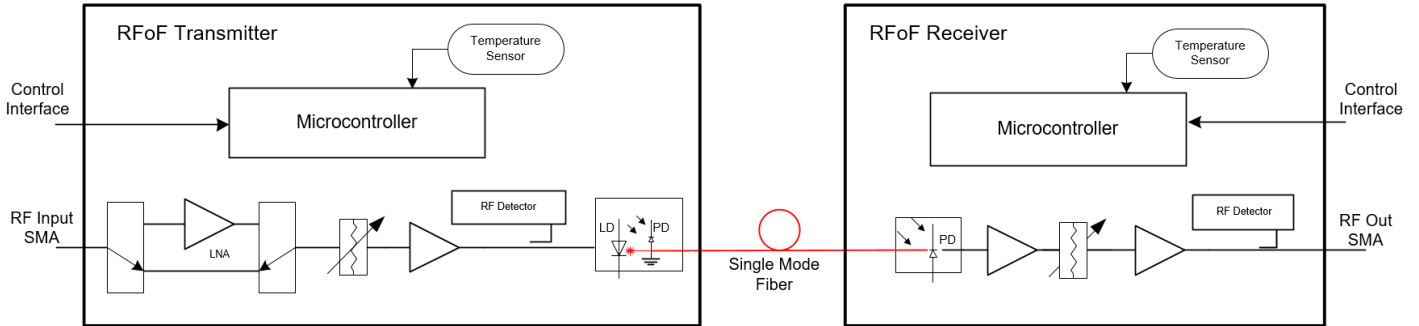 RFoF Transmitter
Temperature
Sensor
Control
Interface
Microcontroller
RF Input
SMA
LNA
RF Detector
LD
PD
Single Mode
Fiber
RFoF Receiver
Temperature
Sensor
Control
Interface
Microcontroller
PD
RF Detector
RF Out
SMA